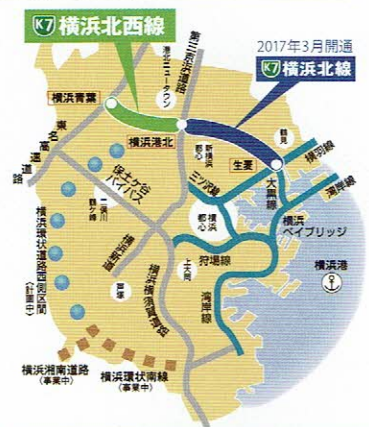 K7 横浜北西線
2017年3月開通
K7 横浜北線
第三京浜道路
港北ニュータウン
横浜青葉
東名高速道路
横浜港北
新横浜都心
鶴見
生麦
横羽線
湾岸線
大黒線
三ツ沢線
保土ケ谷バイパス
二俣川
鶴ケ峰
横浜都心
横浜ベイブリッジ
横浜新道
狩場線
上大岡
横浜港
戸塚
横浜横須賀道路
湾岸線
横浜環状道路西側区間
(計画中)
横浜湘南道路
(事業中)
横浜環状南線
(事業中)